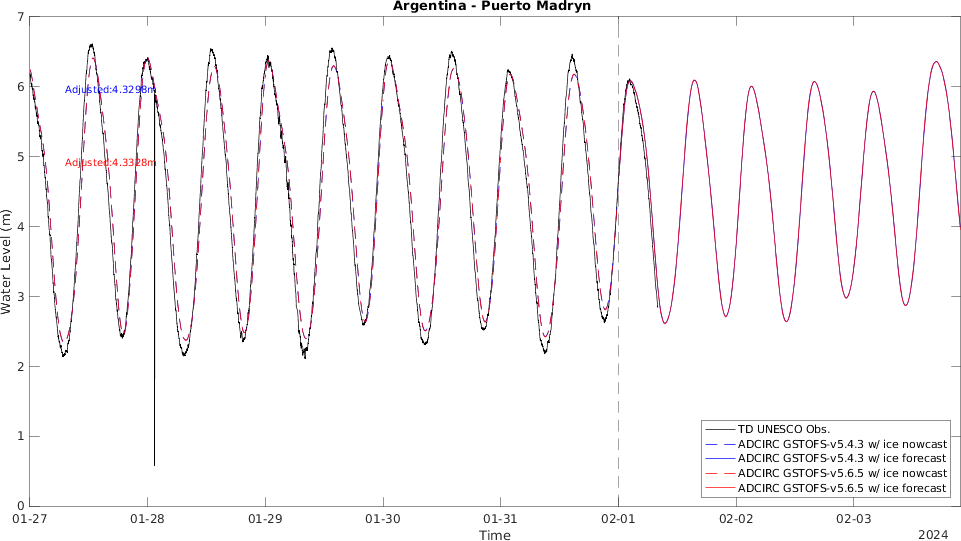 Argentina - Puerto Madryn
7
6
5
4
3
2
1
0
Water Level (m)
Adjusted:4.3298m
Adjusted:4.3328m
TD UNESCO Obs.
ADCIRC GSTOFS-v5.4.3 w/ ice nowcast
ADCIRC GSTOFS-v5.4.3 w/ ice forecast
ADCIRC GSTOFS-v5.6.5 w/ ice nowcast
ADCIRC GSTOFS-v5.6.5 w/ ice forecast
01-27 01-28 01-29 01-30 01-31 02-01 02-02 02-03
Time
2024